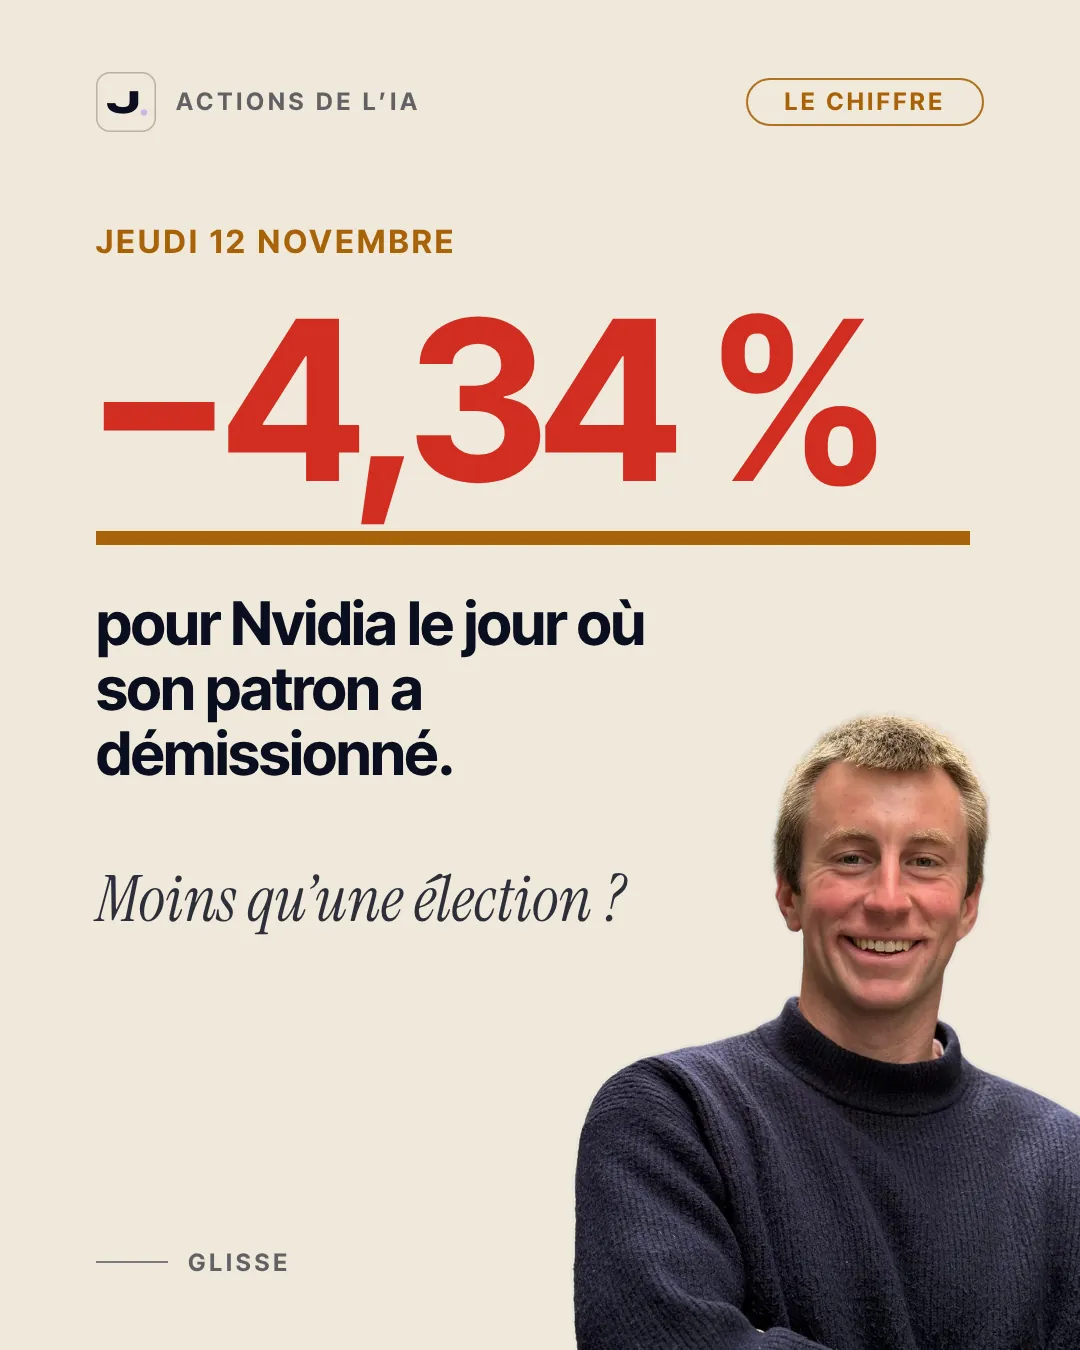 J.
ACTIONS DE L’IA
LE CHIFFRE
JEUDI 12 NOVEMBRE
–4,34 %
pour Nvidia le jour où
son patron a
démissionné.
Moins qu’une élection ?
GLISSE